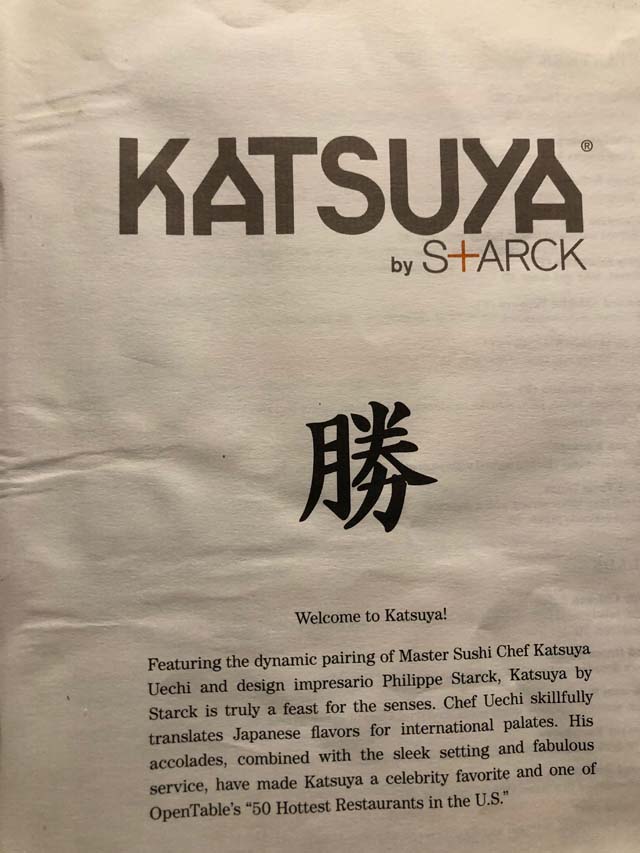 KATSUYA®
by S+ARCK
勝
Welcome to Katsuya!
Featuring the dynamic pairing of Master Sushi Chef Katsuya
Uechi and design impresario Philippe Starck, Katsuya by
Starck is truly a feast for the senses. Chef Uechi skillfully
translates Japanese flavors for international palates. His
accolades, combined with the sleek setting and fabulous
service, have made Katsuya a celebrity favorite and one of
OpenTable's “50 Hottest Restaurants in the U.S.”